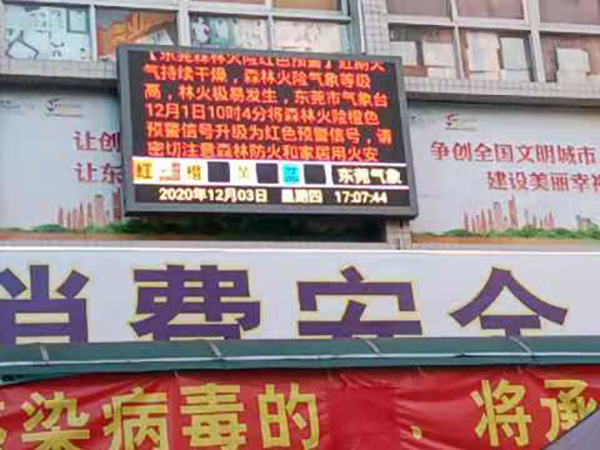 【东莞森林火险红色预警】近期天
气持续干燥，森林火险气象等级
高，林火极易发生，东莞市气象台
12月1日10时4分将森林火险橙色
预警信号升级为红色预警信号，请
密切注意森林防火和家居用火安
红 橙 黄 蓝 东莞气象
2020年12月03日 星期四 17:07:44
让创
让东
争创全国文明城市
建设美丽幸福
消费安全
染病毒的、将承